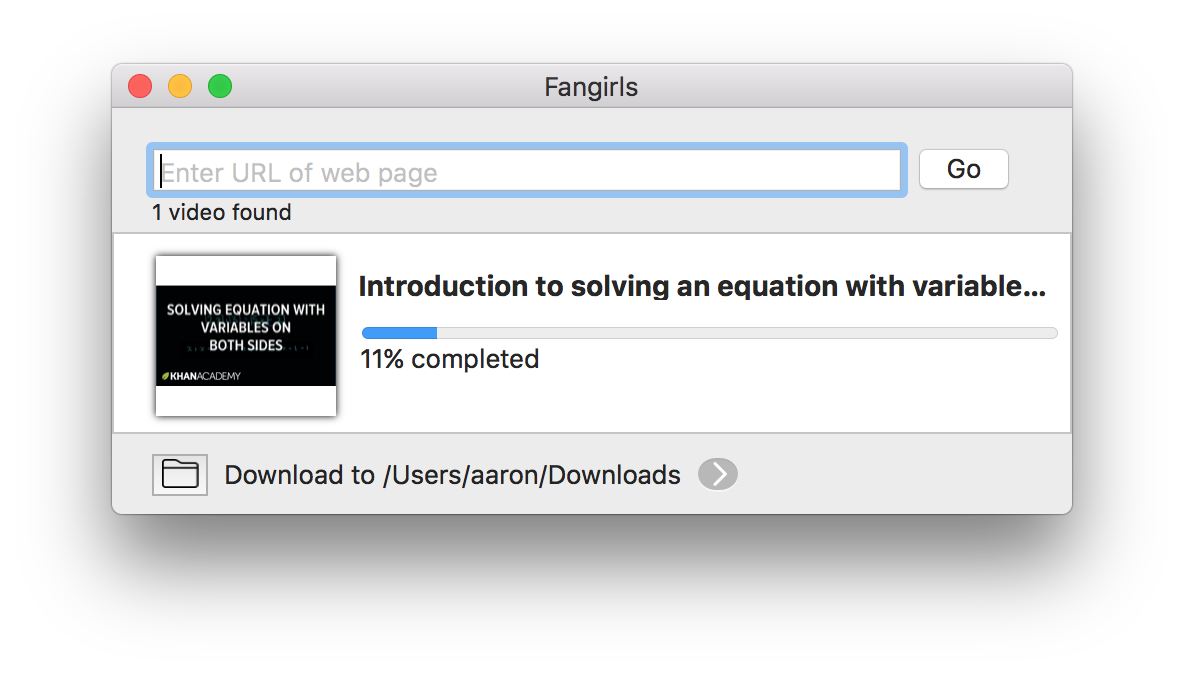 Fangirls
Enter URL of web page
Go
1 video found
SOLVING EQUATION WITH
VARIABLES ON
BOTH SIDES
KHANACADEMY
Introduction to solving an equation with variable...
11% completed
Download to /Users/aaron/Downloads